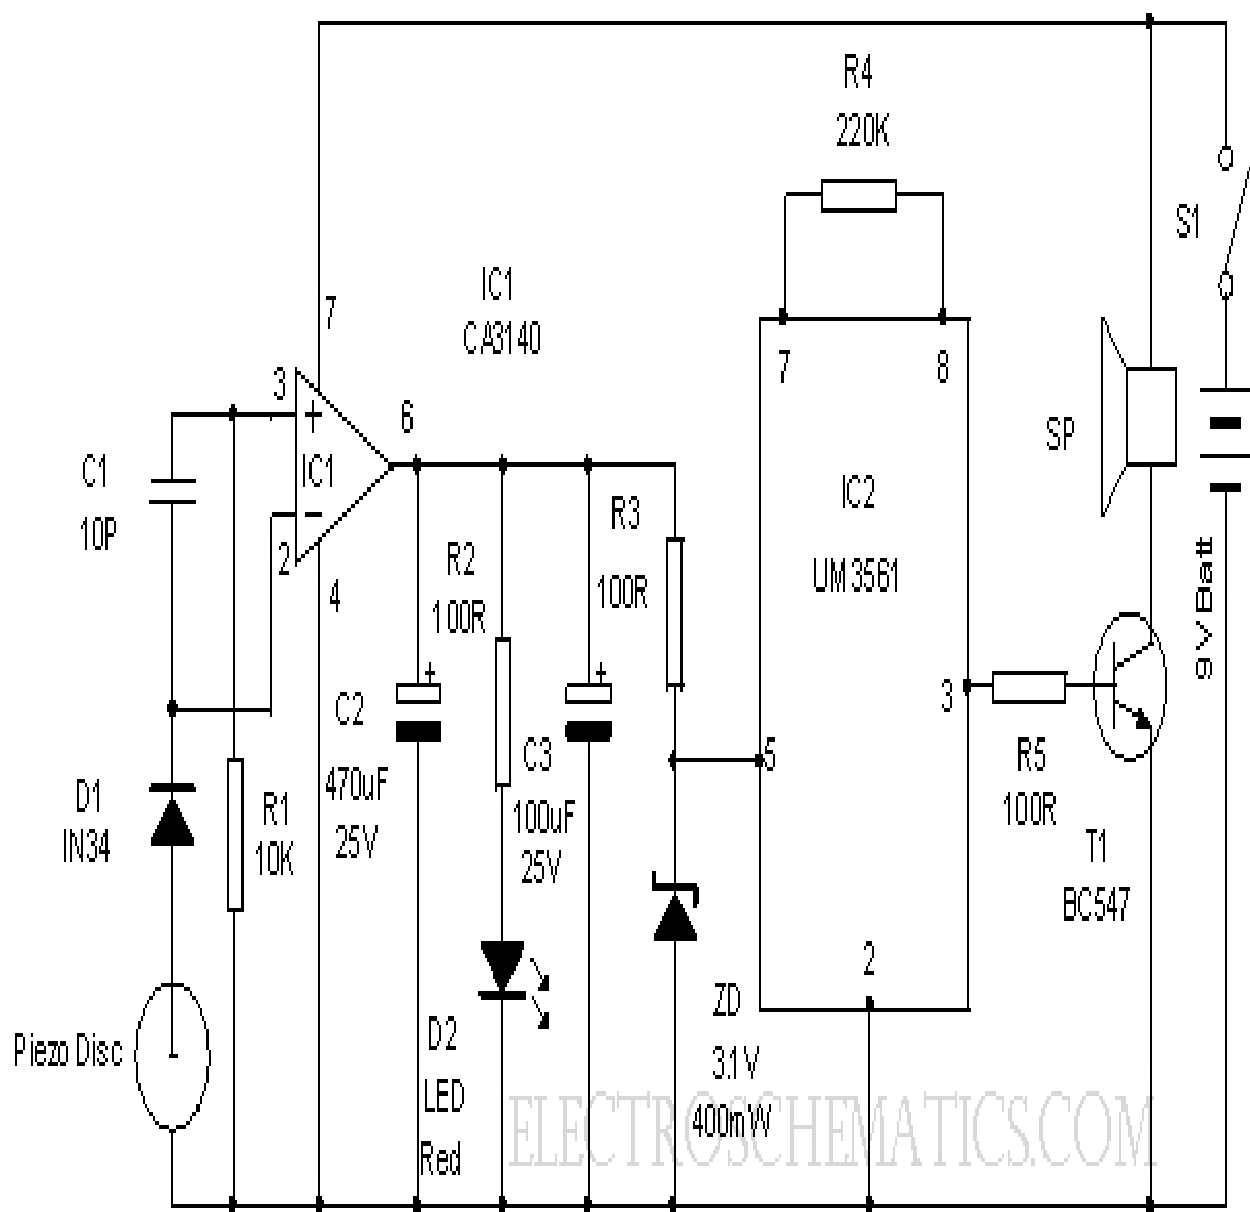 R4
220K
S1
7
IC1
CA3140
7
8
3
+
6
SP
C1
10P
IC1
2
4
R2
100R
R3
100R
IC2
UM3561
9VBatt
+
+
3
C2
470uF
25V
C3
100uF
25V
5
R5
100R
D1
IN34
R1
10K
T1
BC547
2
ZD
3.1V
400mW
Piezo Disc
D2
LED
Red
ELECTROSCHEMATICS.COM